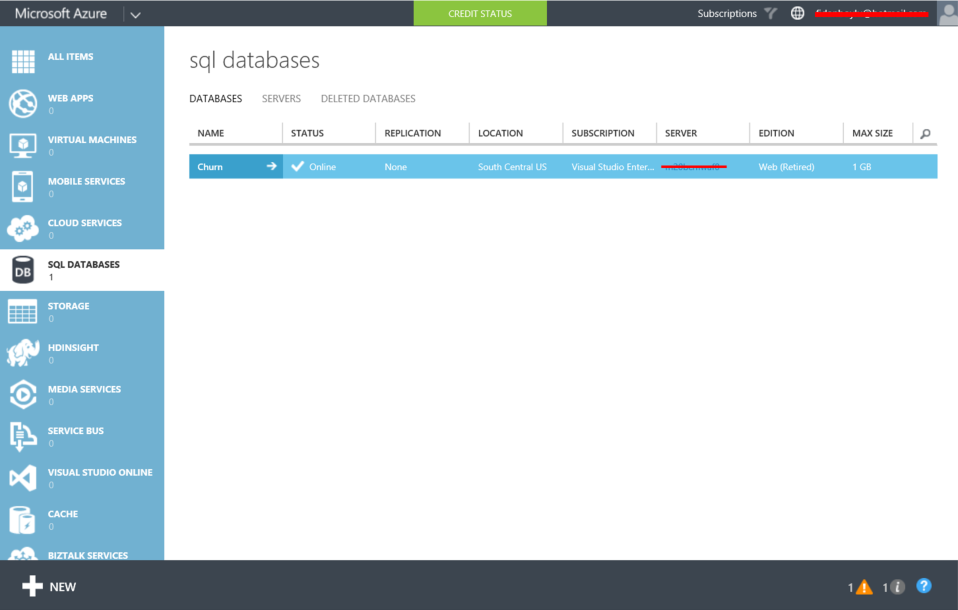 Microsoft Azure
CREDIT STATUS
Subscriptions
ALL ITEMS
WEB APPS
0
VIRTUAL MACHINES
0
MOBILE SERVICES
0
CLOUD SERVICES
0
DB
SQL DATABASES
1
STORAGE
0
HDINSIGHT
0
MEDIA SERVICES
0
SERVICE BUS
0
VISUAL STUDIO ONLINE
0
CACHE
0
BIZTALK SERVICES
sql databases
DATABASES SERVERS DELETED DATABASES
NAME STATUS REPLICATION LOCATION SUBSCRIPTION SERVER EDITION MAX SIZE
Churn Online None South Central US Visual Studio Enter... Web (Retired) 1 GB
NEW
1 1 i ?